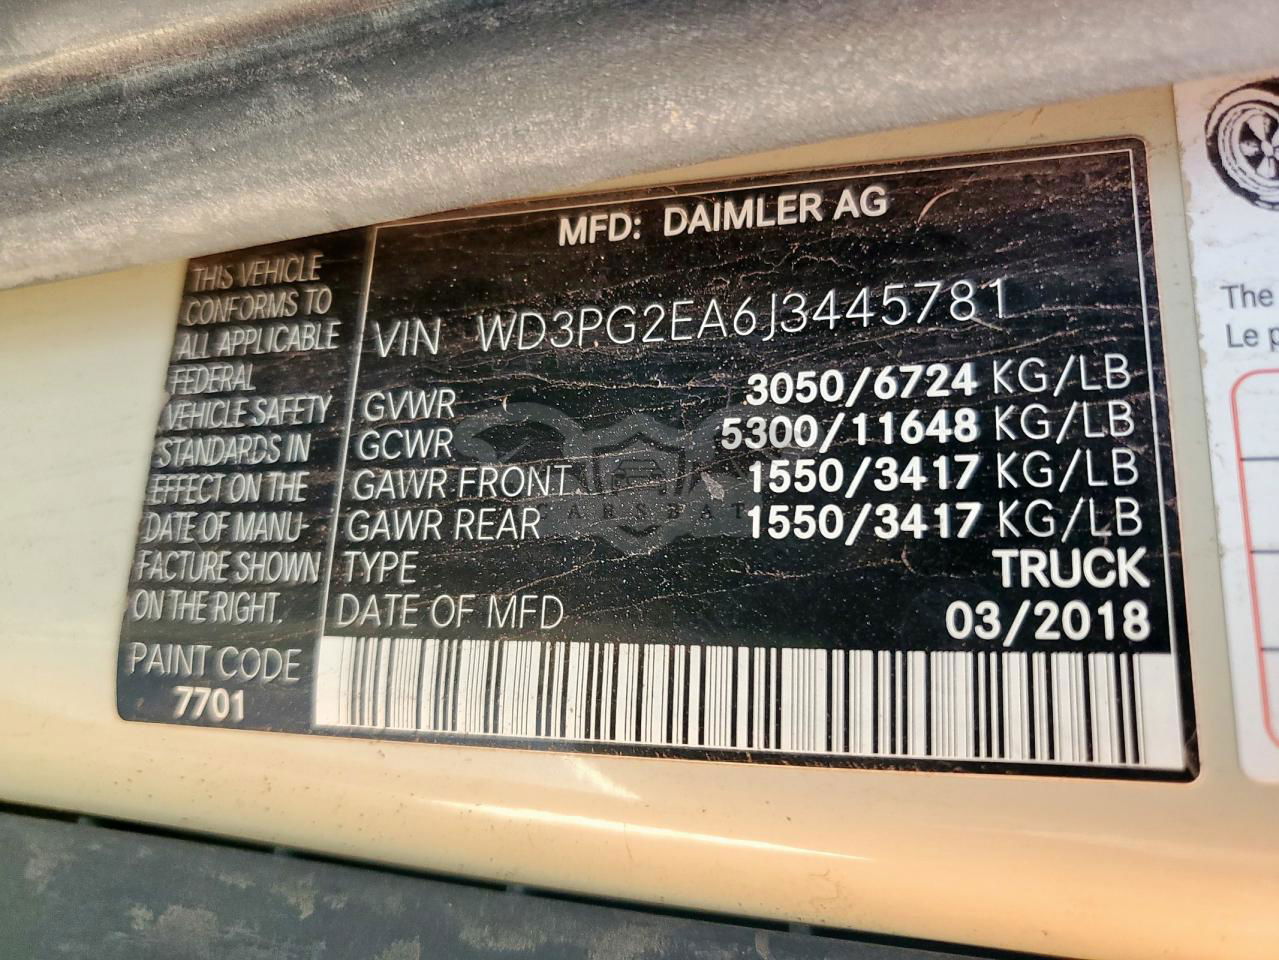 MFD: DAIMLER AG
THIS VEHICLE
CONFORMS TO
ALL APPLICABLE
FEDERAL
VEHICLE SAFETY
STANDARDS IN
EFFECT ON THE
DATE OF MANU-
FACTURE SHOWN
ON THE RIGHT.
PAINT CODE
7701
VIN WD3PG2EA6J3445781
GVWR 3050/6724 KG/LB
GCWR 5300/11648 KG/LB
GAWR FRONT 1550/3417 KG/LB
GAWR REAR 1550/3417 KG/LB
TYPE TRUCK
DATE OF MFD 03/2018
The
Le